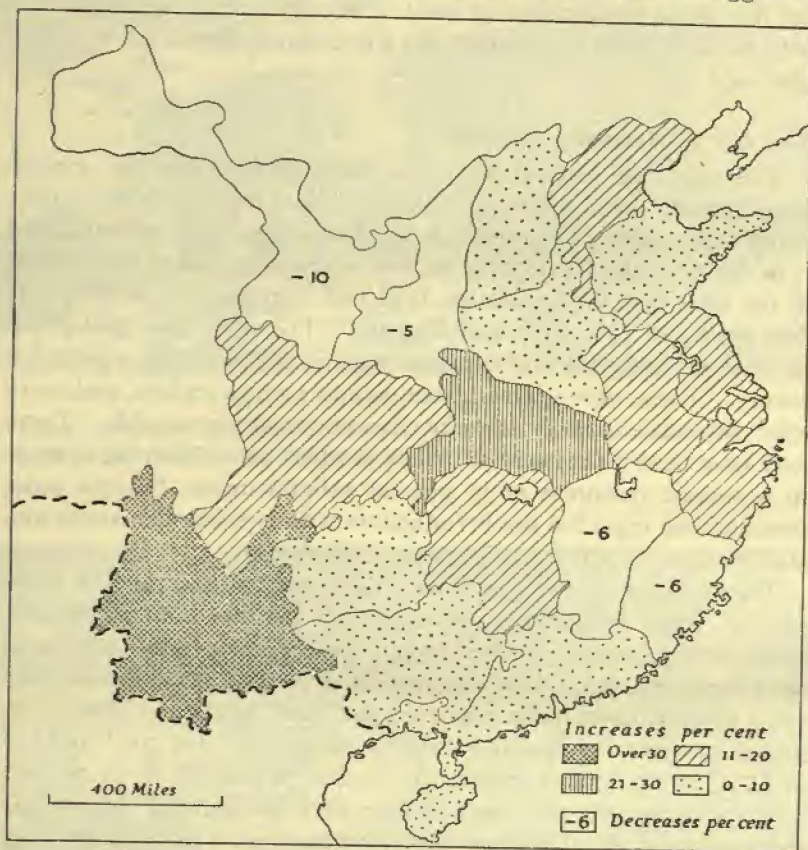 -10
-5
-6
-6
Increases per cent
Over 30 11-20
21-30 0-10
-6 Decreases per cent
400 Miles